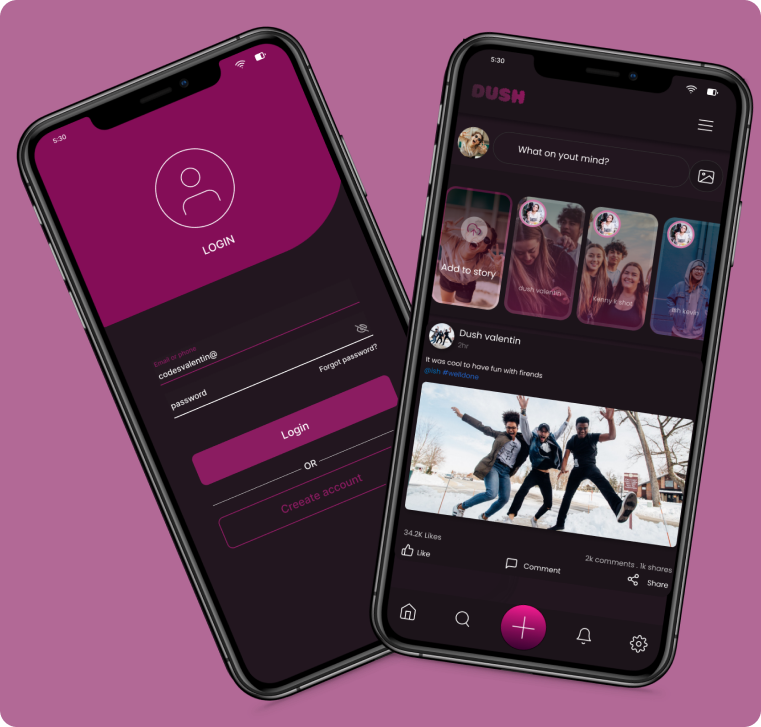 5:30
LOGIN
Email or phone
codesvalentin@
password
Forgot password?
Login
OR
Creeate account
5:30
DUSH
What on yout mind?
Add to story
dush valentin
Kenny
ish kevin
Dush valentin
2hr
It was cool to have fun with firends
@ish #welldone
34.2K Likes
2k comments . 1k shares
Like
Comment
Share